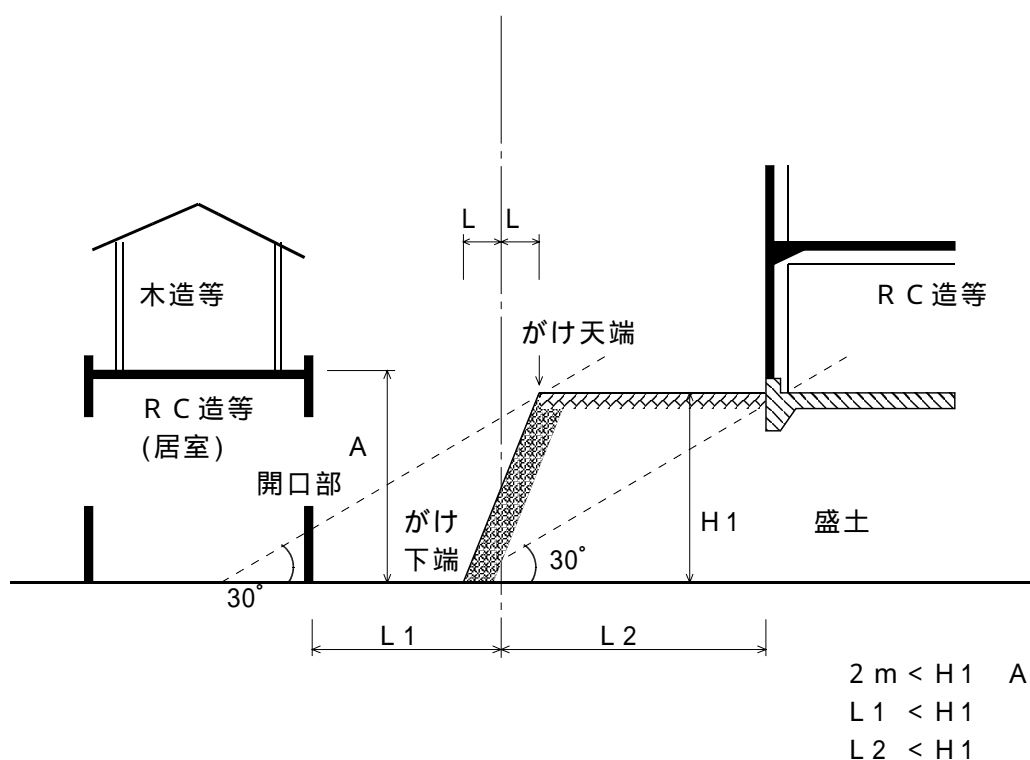 L L
木造等
ＲＣ造等
がけ天端
ＲＣ造等
(居室)
A
開口部
がけ
下端
H1
盛土
30°
30°
L1
L2
2m<H1 A
L1 <H1
L2 <H1